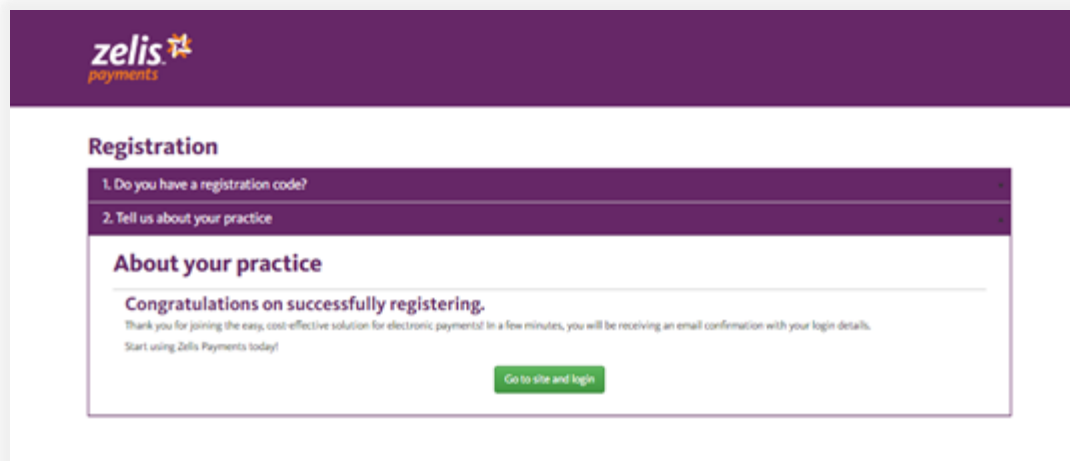 zelis
payments
Registration
1. Do you have a registration code?
2. Tell us about your practice
About your practice
Congratulations on successfully registering.
Thank you for joining the easy, cost-effective solution for electronic payments! In a few minutes, you will be receiving an email confirmation with your login details.
Start using Zelis Payments today!
Go to site and login